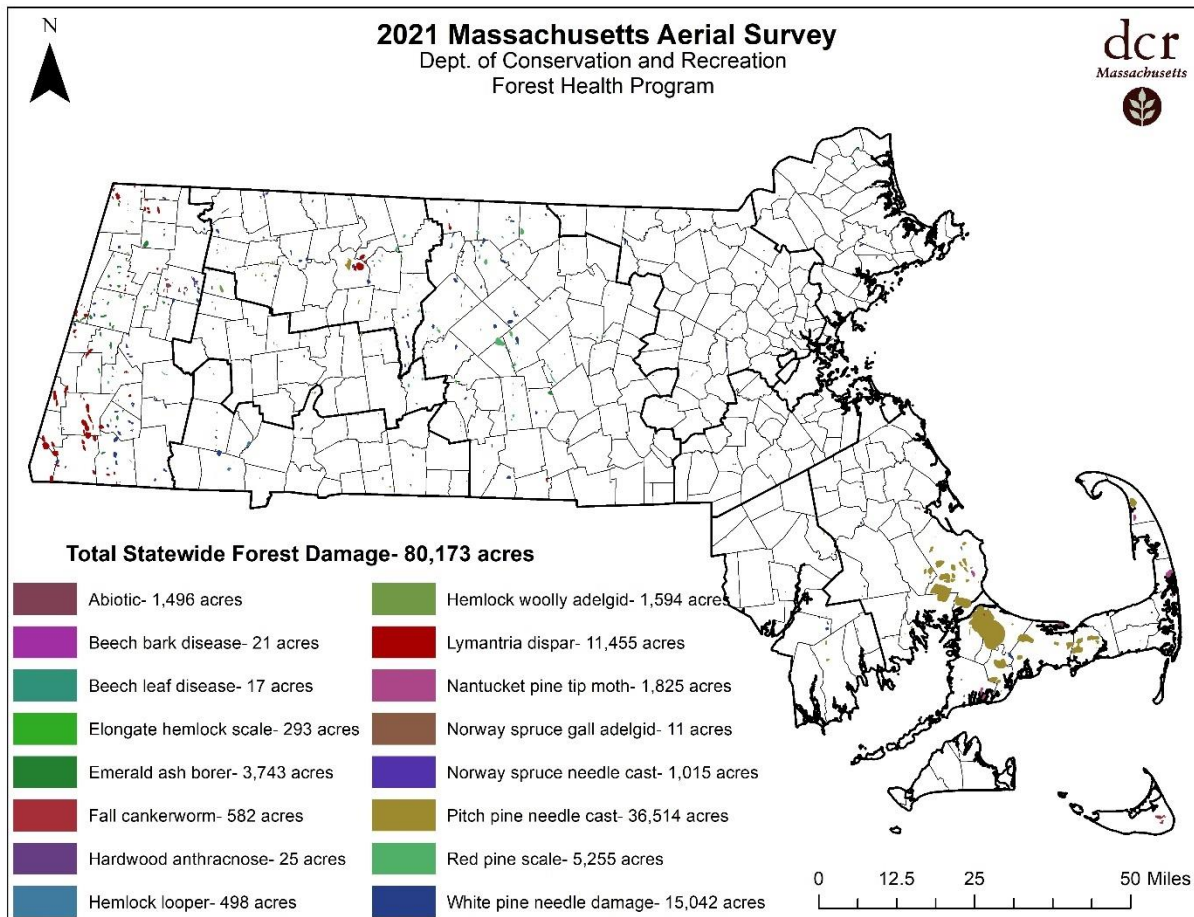 N
2021 Massachusetts Aerial Survey
Dept. of Conservation and Recreation
Forest Health Program
dcr
Massachusetts
Total Statewide Forest Damage- 80,173 acres
Abiotic- 1,496 acres
Beech bark disease- 21 acres
Beech leaf disease- 17 acres
Elongate hemlock scale- 293 acres
Emerald ash borer- 3,743 acres
Fall cankerworm- 582 acres
Hardwood anthracnose- 25 acres
Hemlock looper- 498 acres
Hemlock woolly adelgid- 1,594 acres
Lymantria dispar- 11,455 acres
Nantucket pine tip moth- 1,825 acres
Norway spruce gall adelgid- 11 acres
Norway spruce needle cast- 1,015 acres
Pitch pine needle cast- 36,514 acres
Red pine scale- 5,255 acres
White pine needle damage- 15,042 acres
0 12.5 25 50 Miles